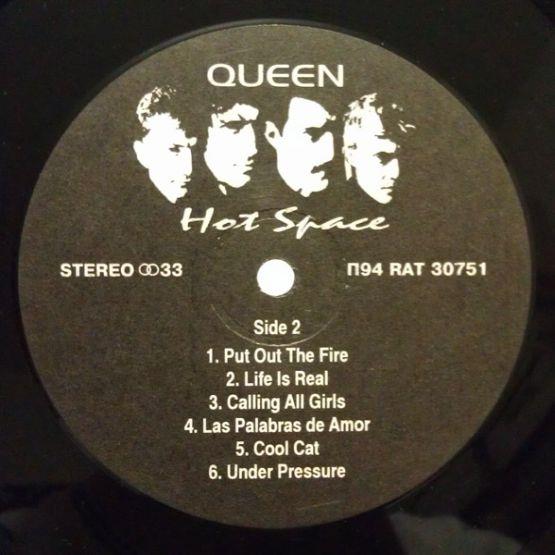 QUEEN
Hot Space
STEREO ꝏ33
П94 RAT 30751
Side 2
1. Put Out The Fire
2. Life Is Real
3. Calling All Girls
4. Las Palabras de Amor
5. Cool Cat
6. Under Pressure